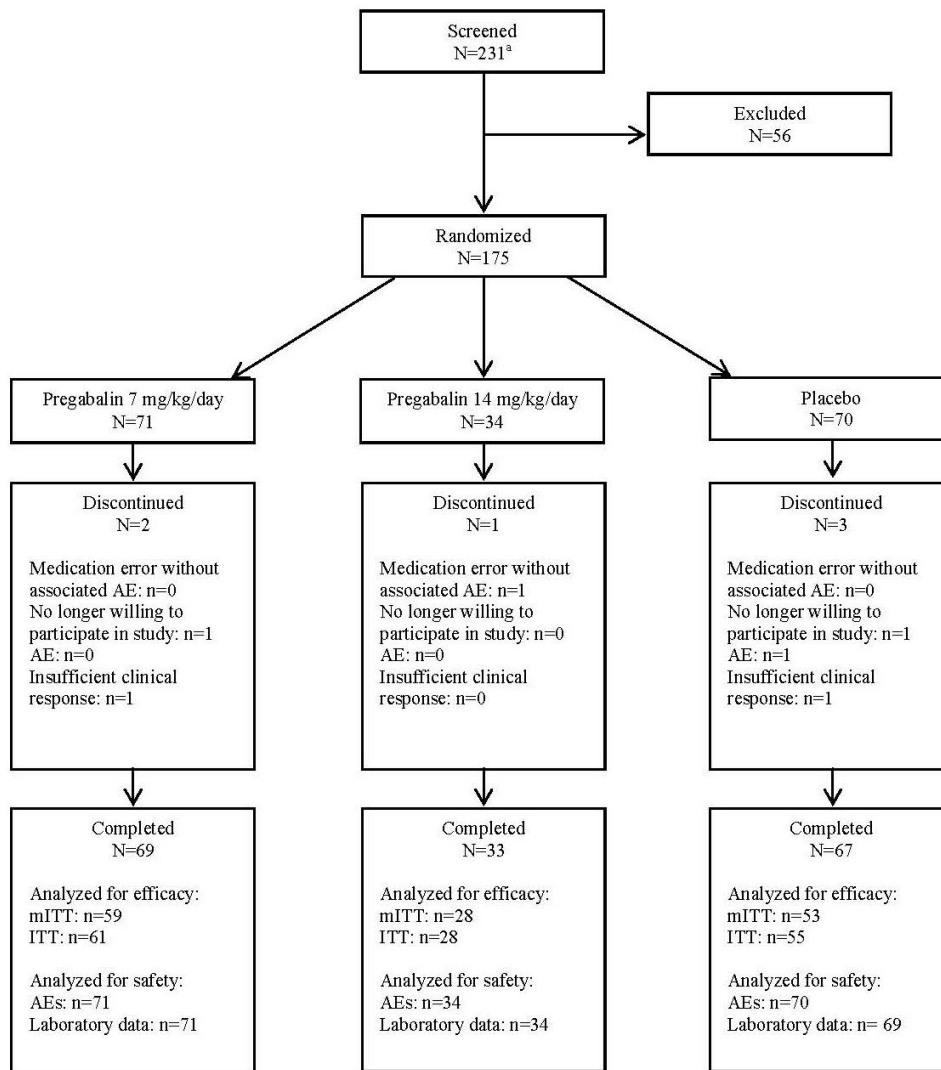 Screened
N=231ᵃ
Excluded
N=56
Randomized
N=175
Pregabalin 7 mg/kg/day
N=71
Pregabalin 14 mg/kg/day
N=34
Placebo
N=70
Discontinued
N=2
Medication error without
associated AE: n=0
No longer willing to
participate in study: n=1
AE: n=0
Insufficient clinical
response: n=1
Discontinued
N=1
Medication error without
associated AE: n=1
No longer willing to
participate in study: n=0
AE: n=0
Insufficient clinical
response: n=0
Discontinued
N=3
Medication error without
associated AE: n=0
No longer willing to
participate in study: n=1
AE: n=1
Insufficient clinical
response: n=1
Completed
N=69
Analyzed for efficacy:
mITT: n=59
ITT: n=61
Analyzed for safety:
AEs: n=71
Laboratory data: n=71
Completed
N=33
Analyzed for efficacy:
mITT: n=28
ITT: n=28
Analyzed for safety:
AEs: n=34
Laboratory data: n=34
Completed
N=67
Analyzed for efficacy:
mITT: n=53
ITT: n=55
Analyzed for safety:
AEs: n=70
Laboratory data: n= 69